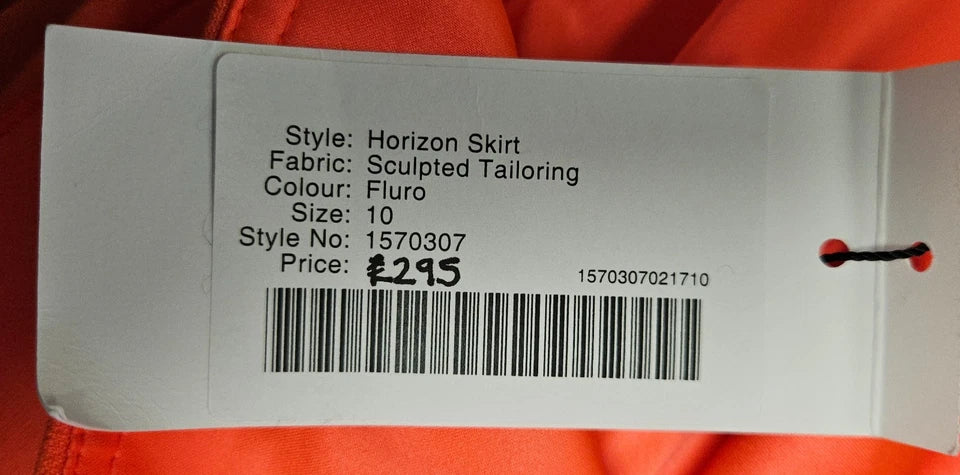 Style: Horizon Skirt
Fabric: Sculpted Tailoring
Colour: Fluro
Size: 10
Style No: 1570307
Price: £295
1570307021710